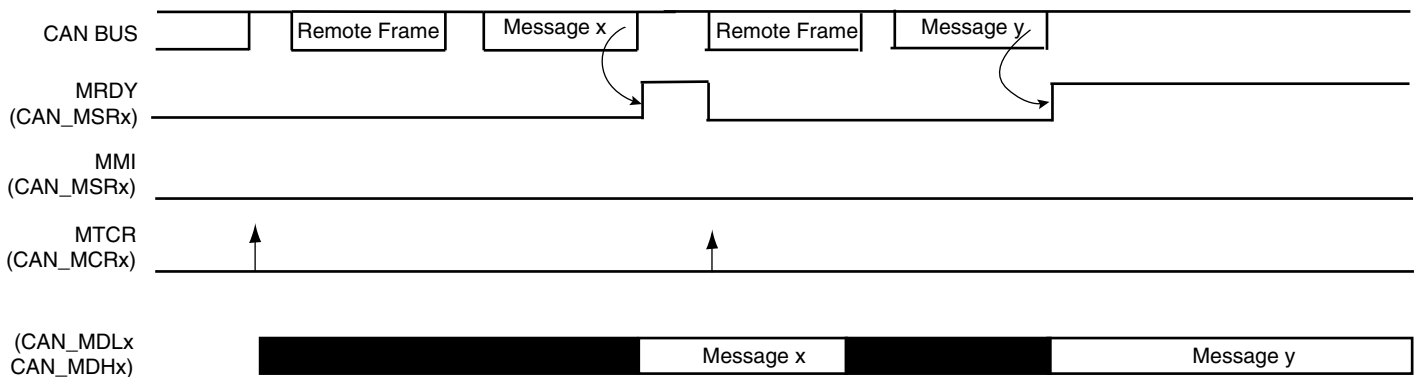 CAN BUS
Remote Frame
Message x
Remote Frame
Message y
MRDY
(CAN_MSRx)
MMI
(CAN_MSRx)
MTCR
(CAN_MCRx)
(CAN_MDLx
CAN_MDHx)
Message x
Message y